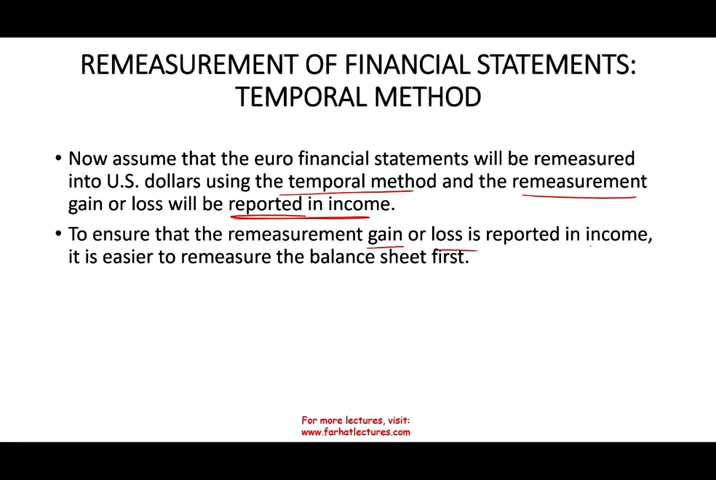 REMEASUREMENT OF FINANCIAL STATEMENTS:
TEMPORAL METHOD
• Now assume that the euro financial statements will be remeasured
into U.S. dollars using the temporal method and the remeasurement
gain or loss will be reported in income.
• To ensure that the remeasurement gain or loss is reported in income,
it is easier to remeasure the balance sheet first.
For more lectures, visit:
www.farhatlectures.com